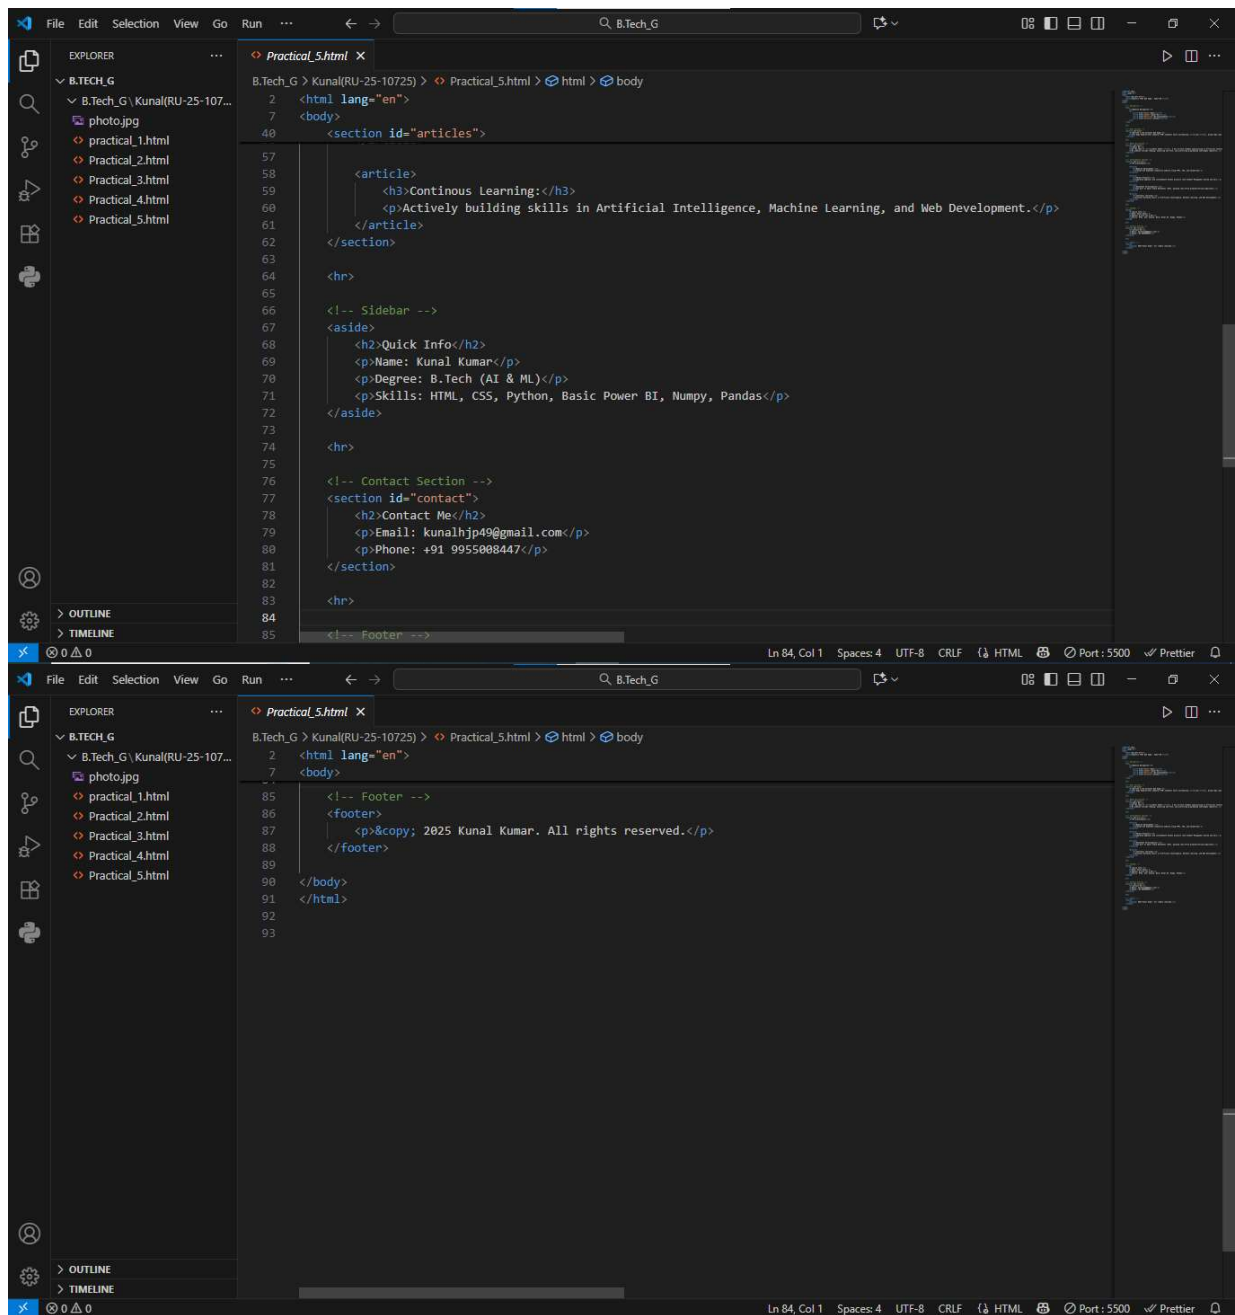 File Edit Selection View Go Run ··· B.Tech_G
EXPLORER ··· Practical_5.html
B.TECH_G
B.Tech_G\Kunal(RU-25-107...
photo.jpg
practical_1.html
Practical_2.html
Practical_3.html
Practical_4.html
Practical_5.html
OUTLINE
TIMELINE
B.Tech_G > Kunal(RU-25-10725) > Practical_5.html > html > body
2 <html lang="en">
7 <body>
40 <section id="articles">
57
58 <article>
59 <h3>Continous Learning:</h3>
60 <p>Actively building skills in Artificial Intelligence, Machine Learning, and Web Development.</p>
61 </article>
62 </section>
63
64 <hr>
65
66 <!-- Sidebar -->
67 <aside>
68 <h2>Quick Info</h2>
69 <p>Name: Kunal Kumar</p>
70 <p>Degree: B.Tech (AI & ML)</p>
71 <p>Skills: HTML, CSS, Python, Basic Power BI, Numpy, Pandas</p>
72 </aside>
73
74 <hr>
75
76 <!-- Contact Section -->
77 <section id="contact">
78 <h2>Contact Me</h2>
79 <p>Email: kunalhjp49@gmail.com</p>
80 <p>Phone: +91 9955008447</p>
81 </section>
82
83 <hr>
84
85 <!-- Footer -->
0 0 Ln 84, Col 1 Spaces: 4 UTF-8 CRLF HTML Port : 5500 Prettier
File Edit Selection View Go Run ··· B.Tech_G
EXPLORER ··· Practical_5.html
B.TECH_G
B.Tech_G\Kunal(RU-25-107...
photo.jpg
practical_1.html
Practical_2.html
Practical_3.html
Practical_4.html
Practical_5.html
OUTLINE
TIMELINE
B.Tech_G > Kunal(RU-25-10725) > Practical_5.html > html > body
2 <html lang="en">
7 <body>
85 <!-- Footer -->
86 <footer>
87 <p>&copy; 2025 Kunal Kumar. All rights reserved.</p>
88 </footer>
89
90 </body>
91 </html>
92
93
0 0 Ln 84, Col 1 Spaces: 4 UTF-8 CRLF HTML Port : 5500 Prettier